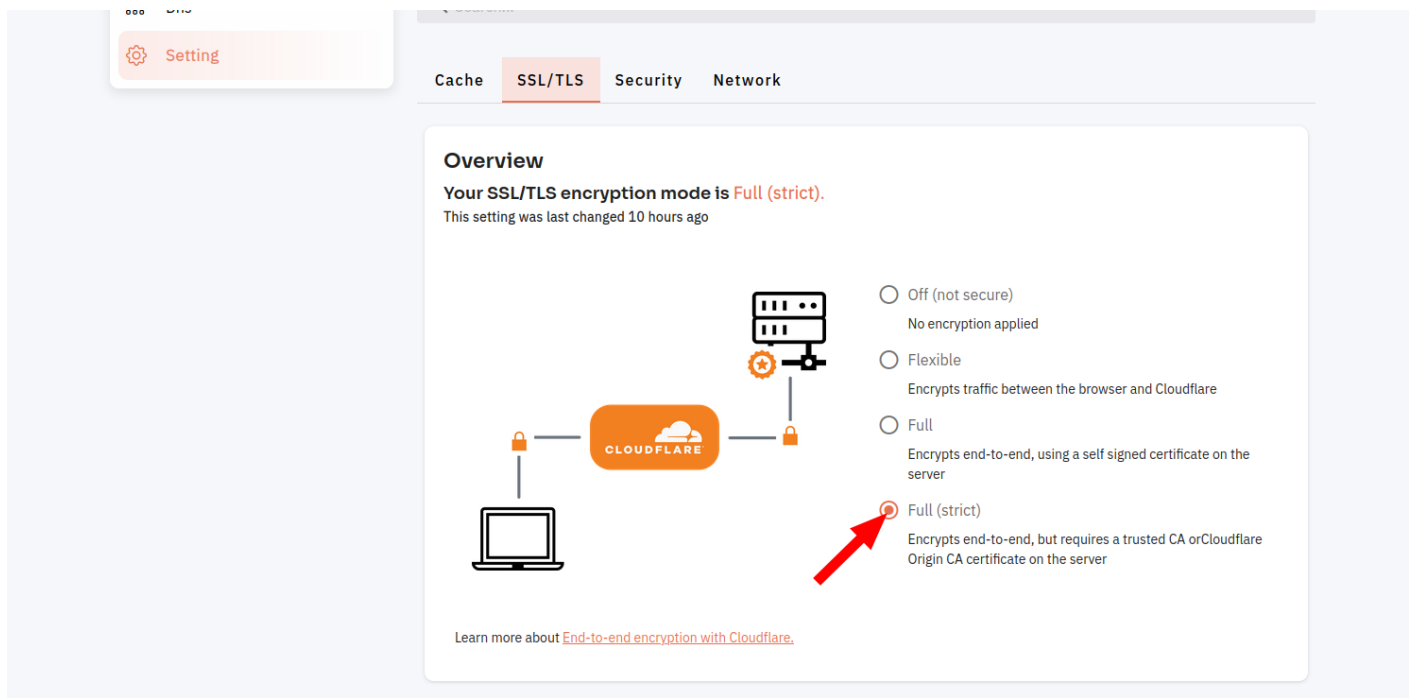 Setting
Cache SSL/TLS Security Network
Overview
Your SSL/TLS encryption mode is Full (strict).
This setting was last changed 10 hours ago
Off (not secure)
No encryption applied
Flexible
Encrypts traffic between the browser and Cloudflare
Full
Encrypts end-to-end, using a self signed certificate on the
server
Full (strict)
Encrypts end-to-end, but requires a trusted CA orCloudflare
Origin CA certificate on the server
CLOUDFLARE
Learn more about End-to-end encryption with Cloudflare.